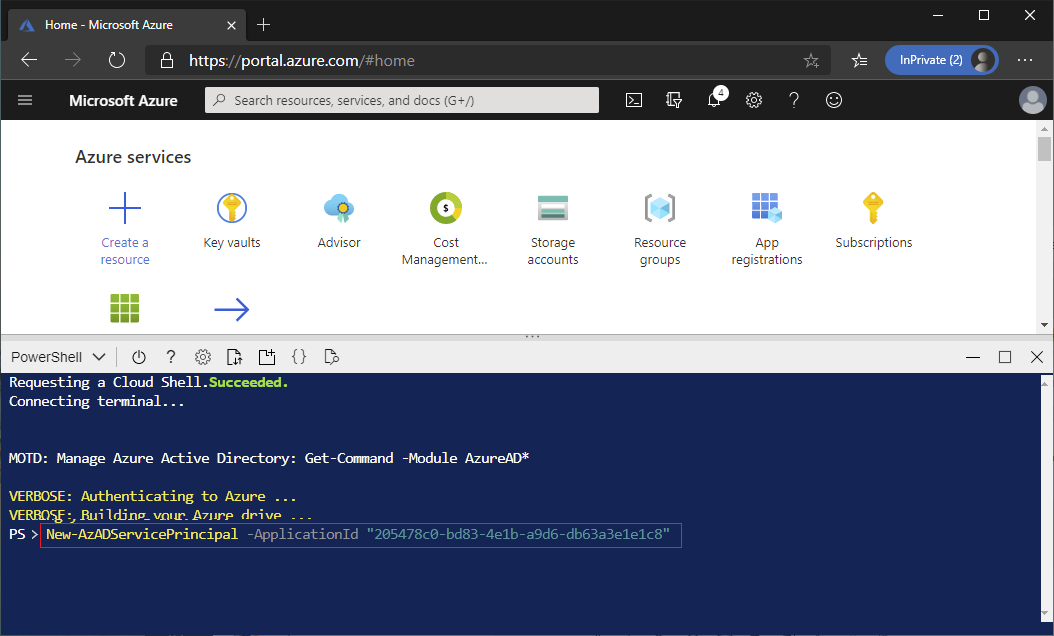 Home - Microsoft Azure
https://portal.azure.com/#home
InPrivate (2)
Microsoft Azure
Search resources, services, and docs (G+/)
4
Azure services
Create a
resource
Key vaults
Advisor
Cost
Management...
Storage
accounts
Resource
groups
App
registrations
Subscriptions
PowerShell
Requesting a Cloud Shell.Succeeded.
Connecting terminal...
MOTD: Manage Azure Active Directory: Get-Command -Module AzureAD*
VERBOSE: Authenticating to Azure ...
VERBOSE: Building your Azure drive ...
PS > New-AzADServicePrincipal -ApplicationId "205478c0-bd83-4e1b-a9d6-db63a3e1e1c8"